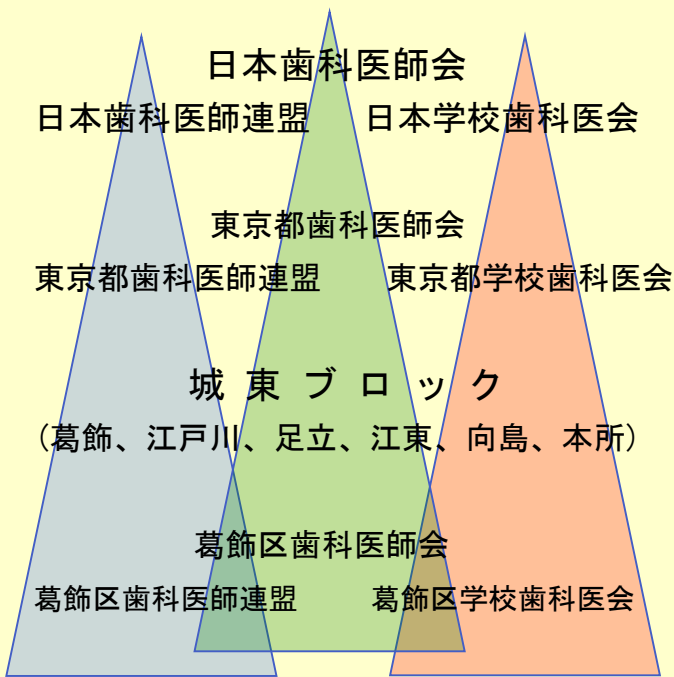 日本歯科医師会
日本歯科医師連盟 日本学校歯科医会
東京都歯科医師会
東京都歯科医師連盟 東京都学校歯科医会
城東ブロック
（葛飾、江戸川、足立、江東、向島、本所）
葛飾区歯科医師会
葛飾区歯科医師連盟 葛飾区学校歯科医会